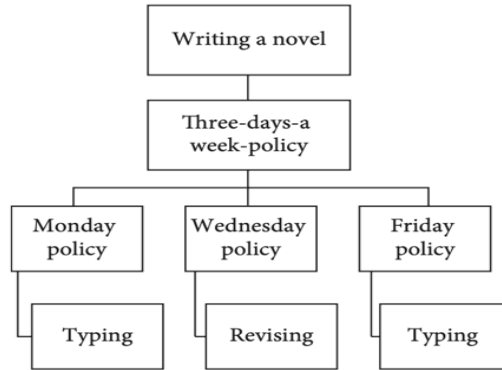 Writing a novel
Three-days-a
week-policy
Monday
policy
Wednesday
policy
Friday
policy
Typing
Revising
Typing